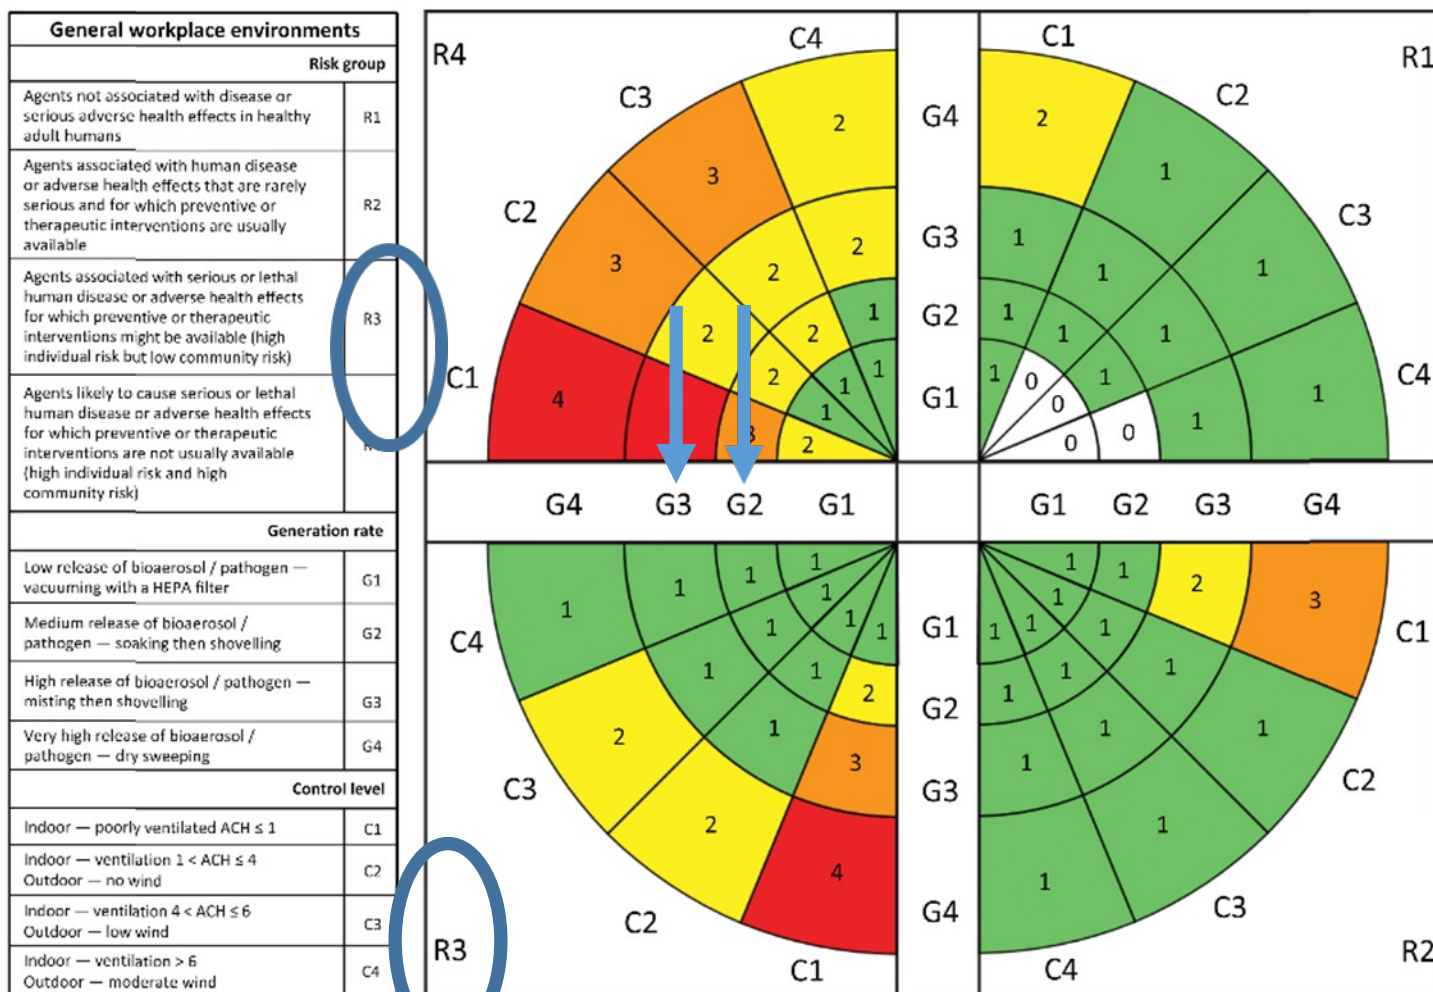 General workplace environments
Risk group
Agents not associated with disease or
serious adverse health effects in healthy
adult humans
R1
Agents associated with human disease
or adverse health effects that are rarely
serious and for which preventive or
therapeutic interventions are usually
available
R2
Agents associated with serious or lethal
human disease or adverse health effects
for which preventive or therapeutic
interventions might be available (high
individual risk but low community risk)
R3
Agents likely to cause serious or lethal
human disease or adverse health effects
for which preventive or therapeutic
interventions are not usually available
(high individual risk and high
community risk)
Generation rate
Low release of bioaerosol / pathogen —
vacuuming with a HEPA filter
G1
Medium release of bioaerosol /
pathogen — soaking then shovelling
G2
High release of bioaerosol / pathogen —
misting then shovelling
G3
Very high release of bioaerosol /
pathogen — dry sweeping
G4
Control level
Indoor — poorly ventilated ACH ≤ 1
C1
Indoor — ventilation 1 < ACH ≤ 4
Outdoor — no wind
C2
Indoor — ventilation 4 < ACH ≤ 6
Outdoor — low wind
C3
Indoor — ventilation > 6
Outdoor — moderate wind
C4
R4
C4
C3
C2
C1
2
3
2
3
2
2
1
2
2
1
1
4
1
3
2
G4
G3
G2
G1
C1
R1
C2
C3
C4
2
1
1
1
1
1
1
1
1
1
0
1
1
0
1
0
0
G4
G3
G2
G1
G1
G2
G3
G4
1
1
1
1
1
1
1
1
1
1
2
2
1
3
2
4
C4
C3
C2
C1
R3
G1
G2
G3
G4
1
1
2
3
1
1
1
1
1
1
1
1
1
1
1
1
C1
C2
C3
C4
R2